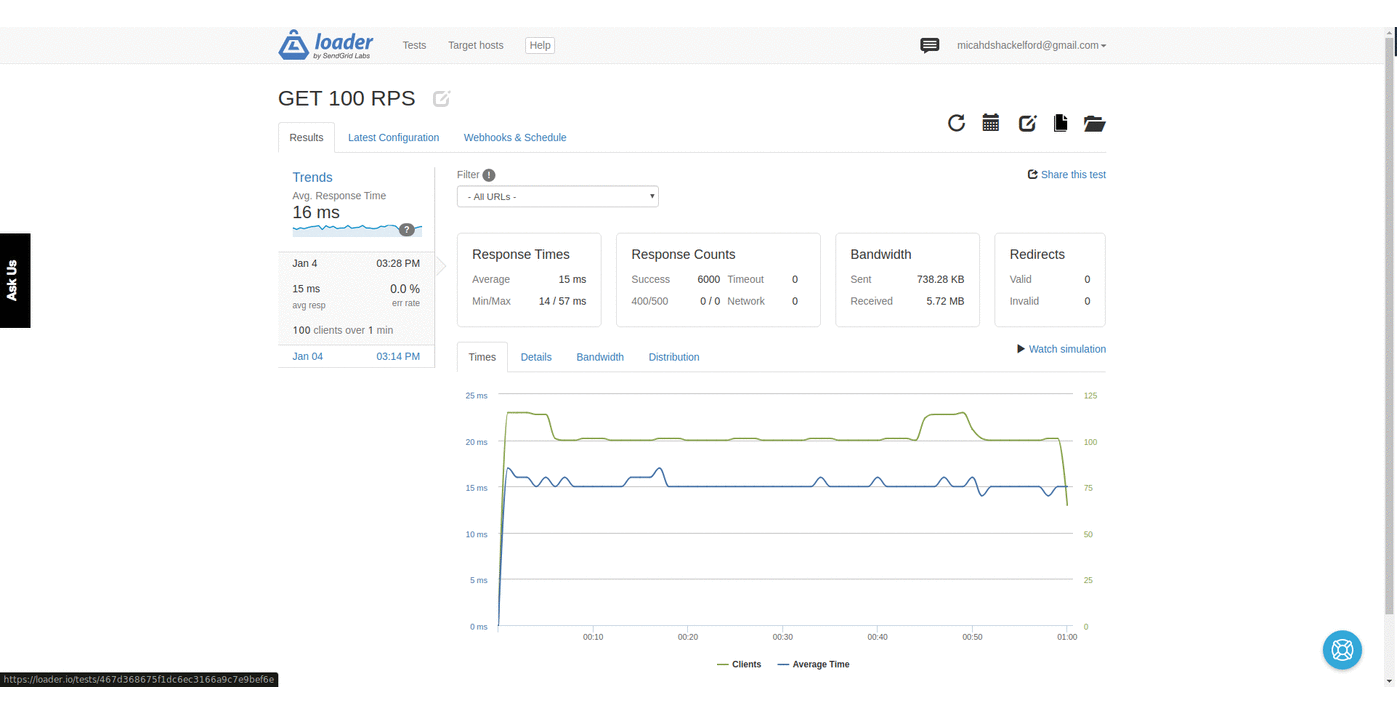 loader
by SendGrid Labs
Tests Target hosts Help
micahdshackelford@gmail.com
GET 100 RPS
Results Latest Configuration Webhooks & Schedule
Trends
Avg. Response Time
16 ms
?
Jan 4 03:28 PM
15 ms 0.0 %
avg resp err rate
100 clients over 1 min
Jan 04 03:14 PM
Filter !
Share this test
- All URLs -
Response Times
Average 15 ms
Min/Max 14 / 57 ms
Response Counts
Success 6000 Timeout 0
400/500 0 / 0 Network 0
Bandwidth
Sent 738.28 KB
Received 5.72 MB
Redirects
Valid 0
Invalid 0
Times Details Bandwidth Distribution
Watch simulation
25 ms 125
20 ms 100
15 ms 75
10 ms 50
5 ms 25
0 ms 0
00:10 00:20 00:30 00:40 00:50 01:00
Clients Average Time
Ask Us
https://loader.io/tests/467d368675f1dc6ec3166a9c7e9bef6e